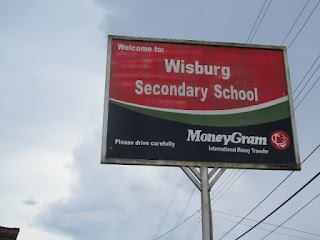 Welcome to:
Wisburg
Secondary School
Please drive carefully
MoneyGram
International Money Transfer